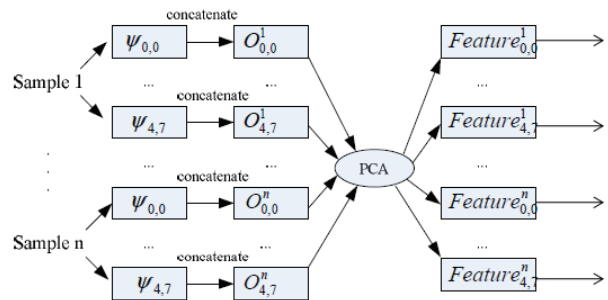 concatenate
ψ0,0 O^1_0,0 Feature^1_0,0
... ... ...
Sample 1
concatenate
ψ4,7 O^1_4,7 Feature^1_4,7
... ... ...
PCA
concatenate
ψ0,0 O^n_0,0 Feature^n_0,0
... ... ...
Sample n
concatenate
ψ4,7 O^n_4,7 Feature^n_4,7